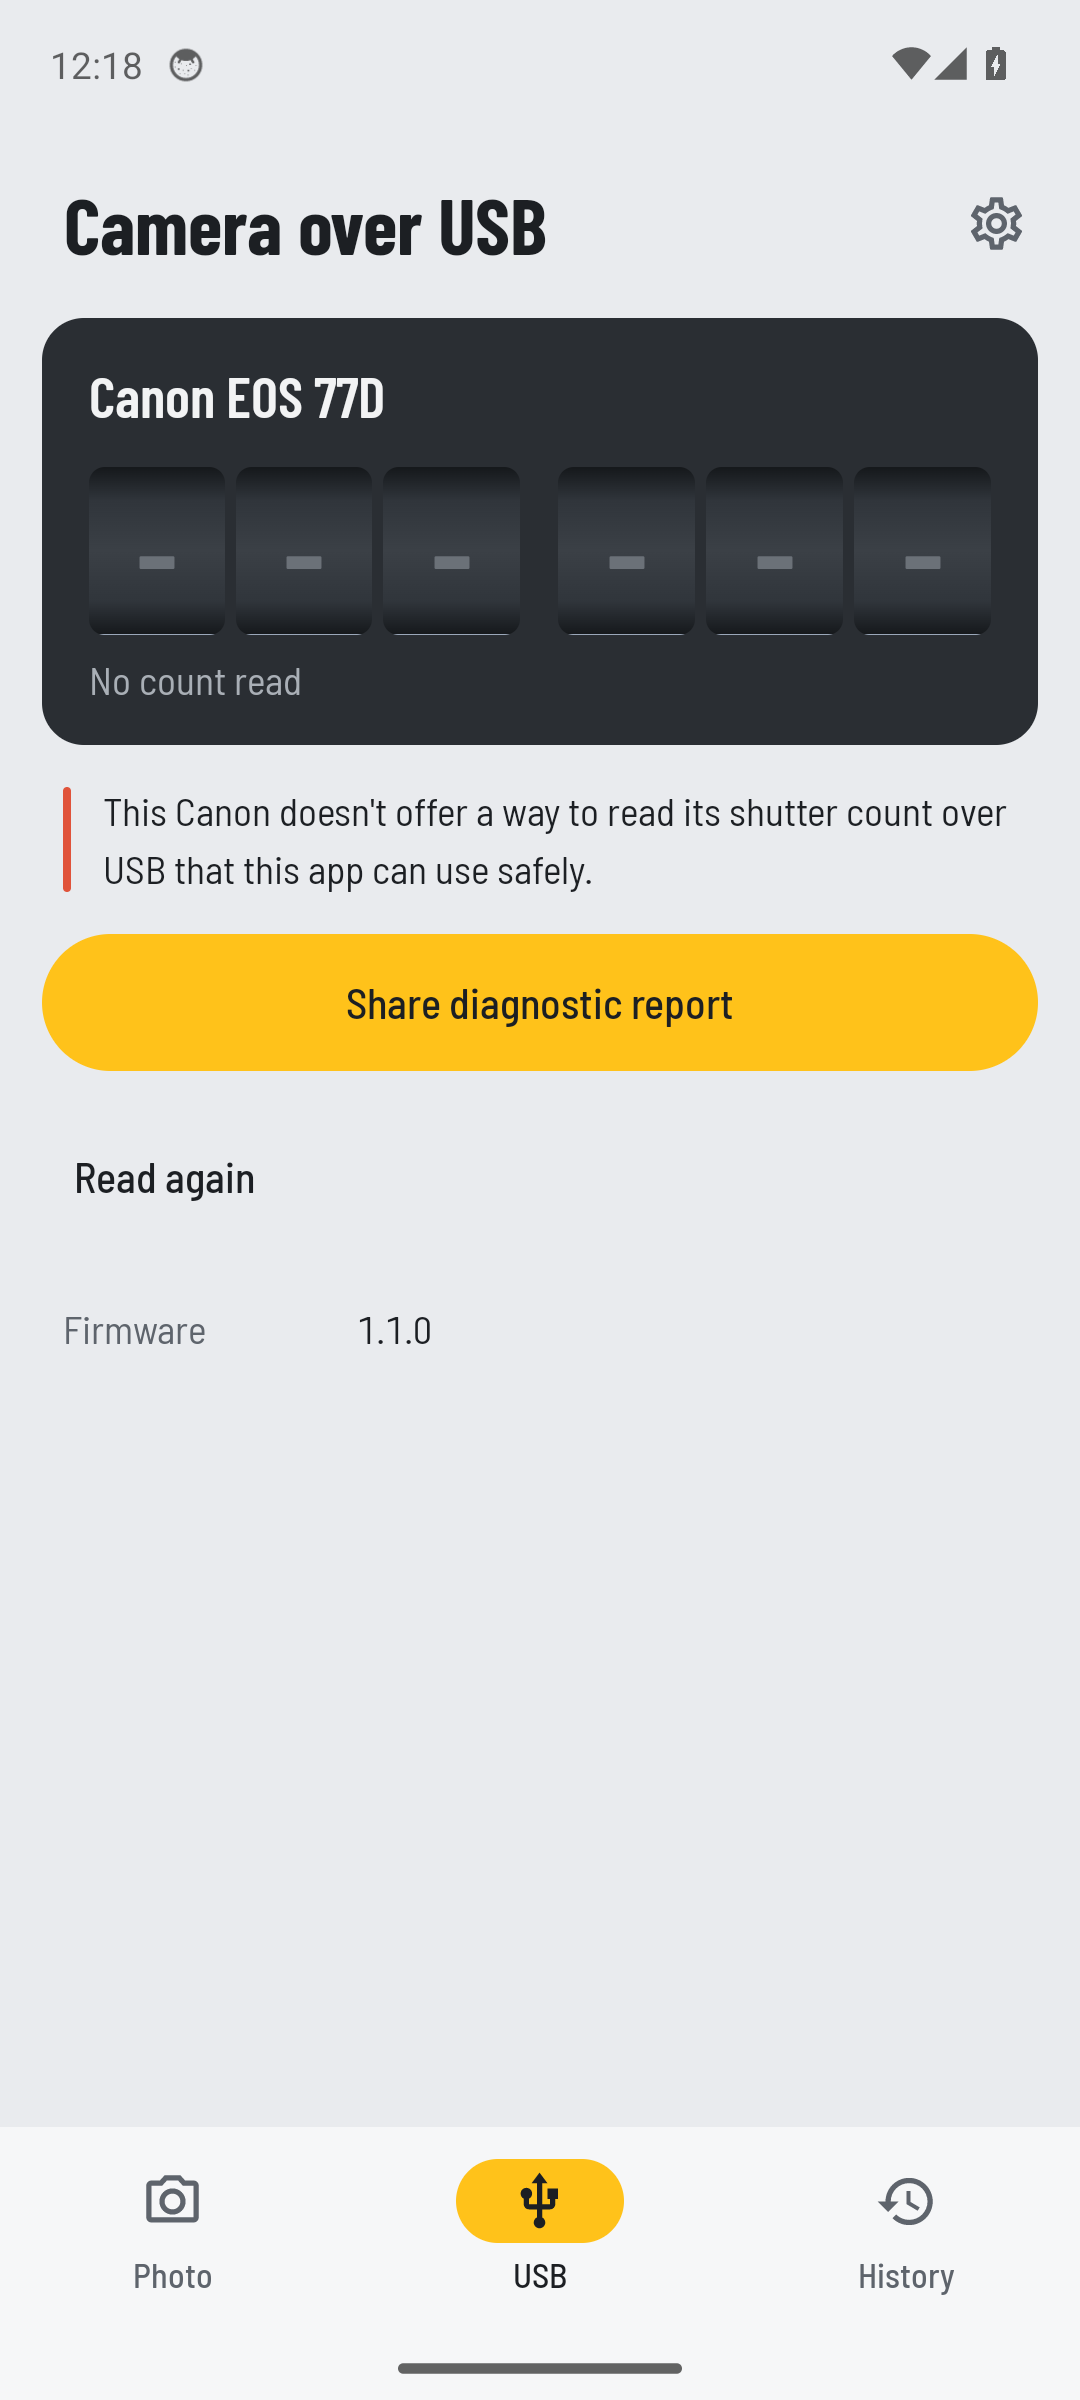 12:18
Camera over USB
Canon EOS 77D
– – – – – –
No count read
This Canon doesn't offer a way to read its shutter count over
USB that this app can use safely.
Share diagnostic report
Read again
Firmware 1.1.0
Photo USB History